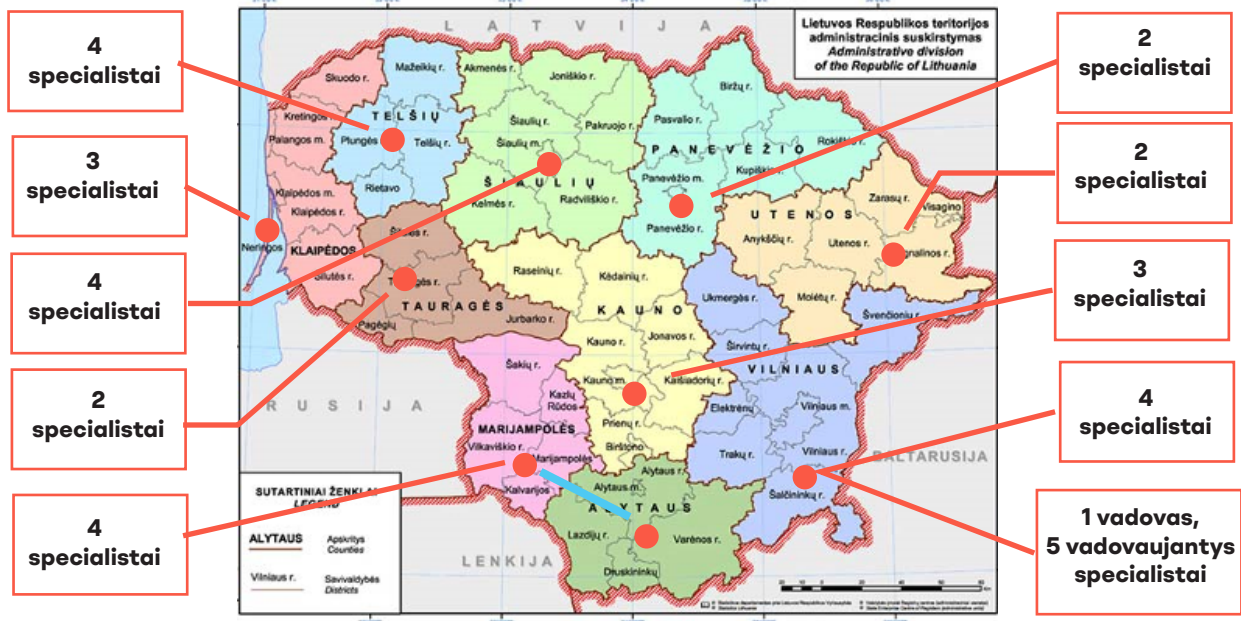 4
specialistai
3
specialistai
4
specialistai
2
specialistai
4
specialistai
LATVIJA
Lietuvos Respublikos teritorijos
administracinis suskirstymas
Administrative division
of the Republic of Lithuania
Skuodo r.
Mažeikių r.
Akmenės r.
Joniškio r.
Biržų r.
Kretingos
TELŠIŲ
Šiaulių r.
Pakruojo r.
Pasvalio r.
Rokiškio r.
Palangos m.
Plungės
Telšių r.
Šiaulių m.
PANEVĖŽIO
Kupiškio r.
Rietavo
ŠIAULIŲ
Panevėžio m.
Klaipėdos m.
Klaipėdos r.
Kelmės r.
Radviliškio r.
Panevėžio r.
Zarasų r.
Visagino
UTENOS
Neringos
KLAIPĖDOS
Anykščių r.
Utenos r.
Šilutės r.
Raseinių r.
Kėdainių r.
Ukmergės r.
Molėtų r.
TAURAGĖS
Pagėgių
Jurbarko r.
KAUNO
Švenčionių r.
Kauno r.
Jonavos r.
Širvintų r.
Šakių r.
VILNIAUS
Kauno m.
Kaišiadorių r.
RUSIJA
Kazlų
Rūdos
Elektrėnų
Vilniaus m.
MARIJAMPOLĖS
Prienų r.
Vilkaviškio r.
Birštono
Trakų r.
Vilniaus r.
BALTARUSIJA
Marijampolės
Alytaus r.
Kalvarijos
Alytaus m.
Šalčininkų r.
ALYTAUS
Lazdijų r.
Varėnos r.
LENKIJA
Druskininkų
SUTARTINIAI ŽENKLAI
LEGEND
ALYTAUS
Apskritys
Counties
Vilniaus r.
Savivaldybės
Districts
2
specialistai
2
specialistai
3
specialistai
4
specialistai
1 vadovas,
5 vadovaujantys
specialistai